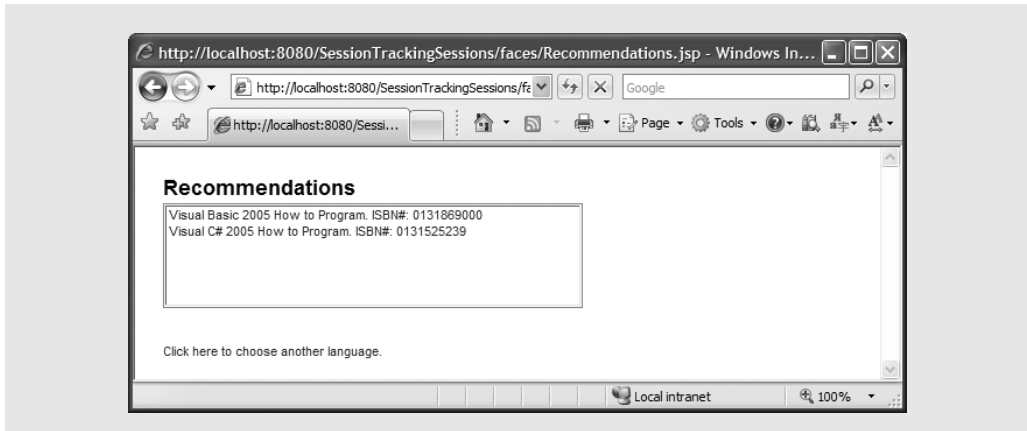 http://localhost:8080/SessionTrackingSessions/faces/Recommendations.jsp - Windows In...
http://localhost:8080/SessionTrackingSessions/fa
Google
http://localhost:8080/Sessi...
Page
Tools
Recommendations
Visual Basic 2005 How to Program. ISBN#: 0131869000
Visual C# 2005 How to Program. ISBN#: 0131525239
Click here to choose another language.
Local intranet
100%